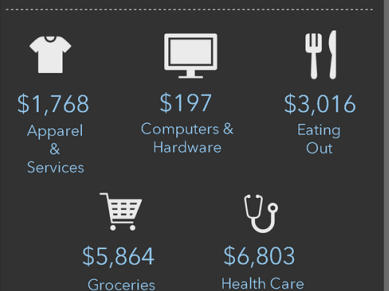 $1,768
Apparel
&
Services
$197
Computers &
Hardware
$3,016
Eating
Out
$5,864
Groceries
$6,803
Health Care